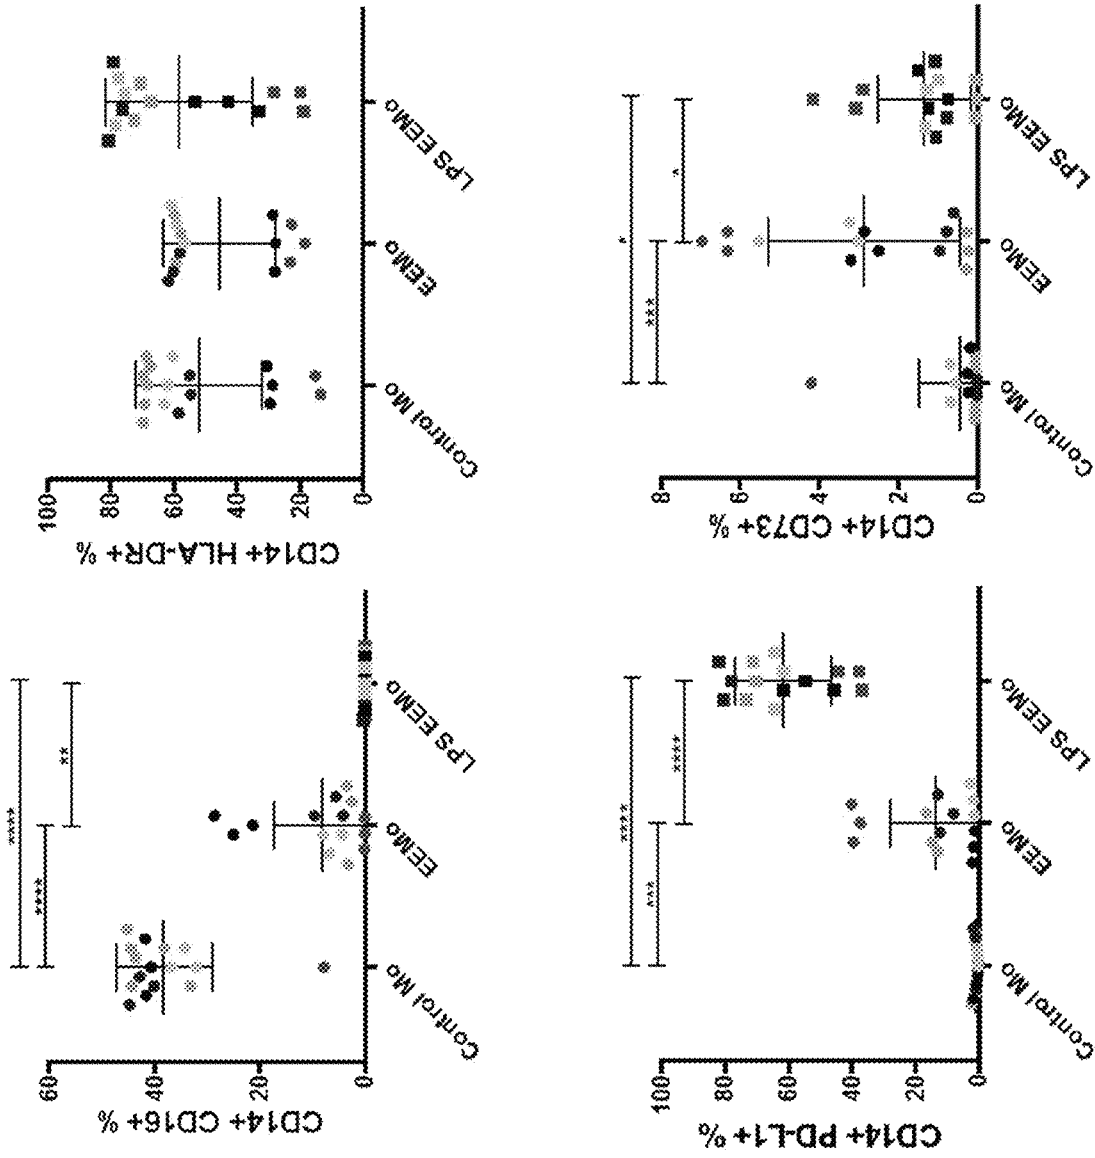 CD14+ CD16+ %
60
40
20
0
****
****
**
Control Mo
EEMo
LPS EEMo
CD14+ HLA-DR+ %
100
80
60
40
20
0
Control Mo
EEMo
LPS EEMo
CD14+ PD-L1+ %
100
80
60
40
20
0
****
***
****
Control Mo
EEMo
LPS EEMo
CD14+ CD73+ %
8
6
4
2
0
*
***
*
Control Mo
EEMo
LPS EEMo